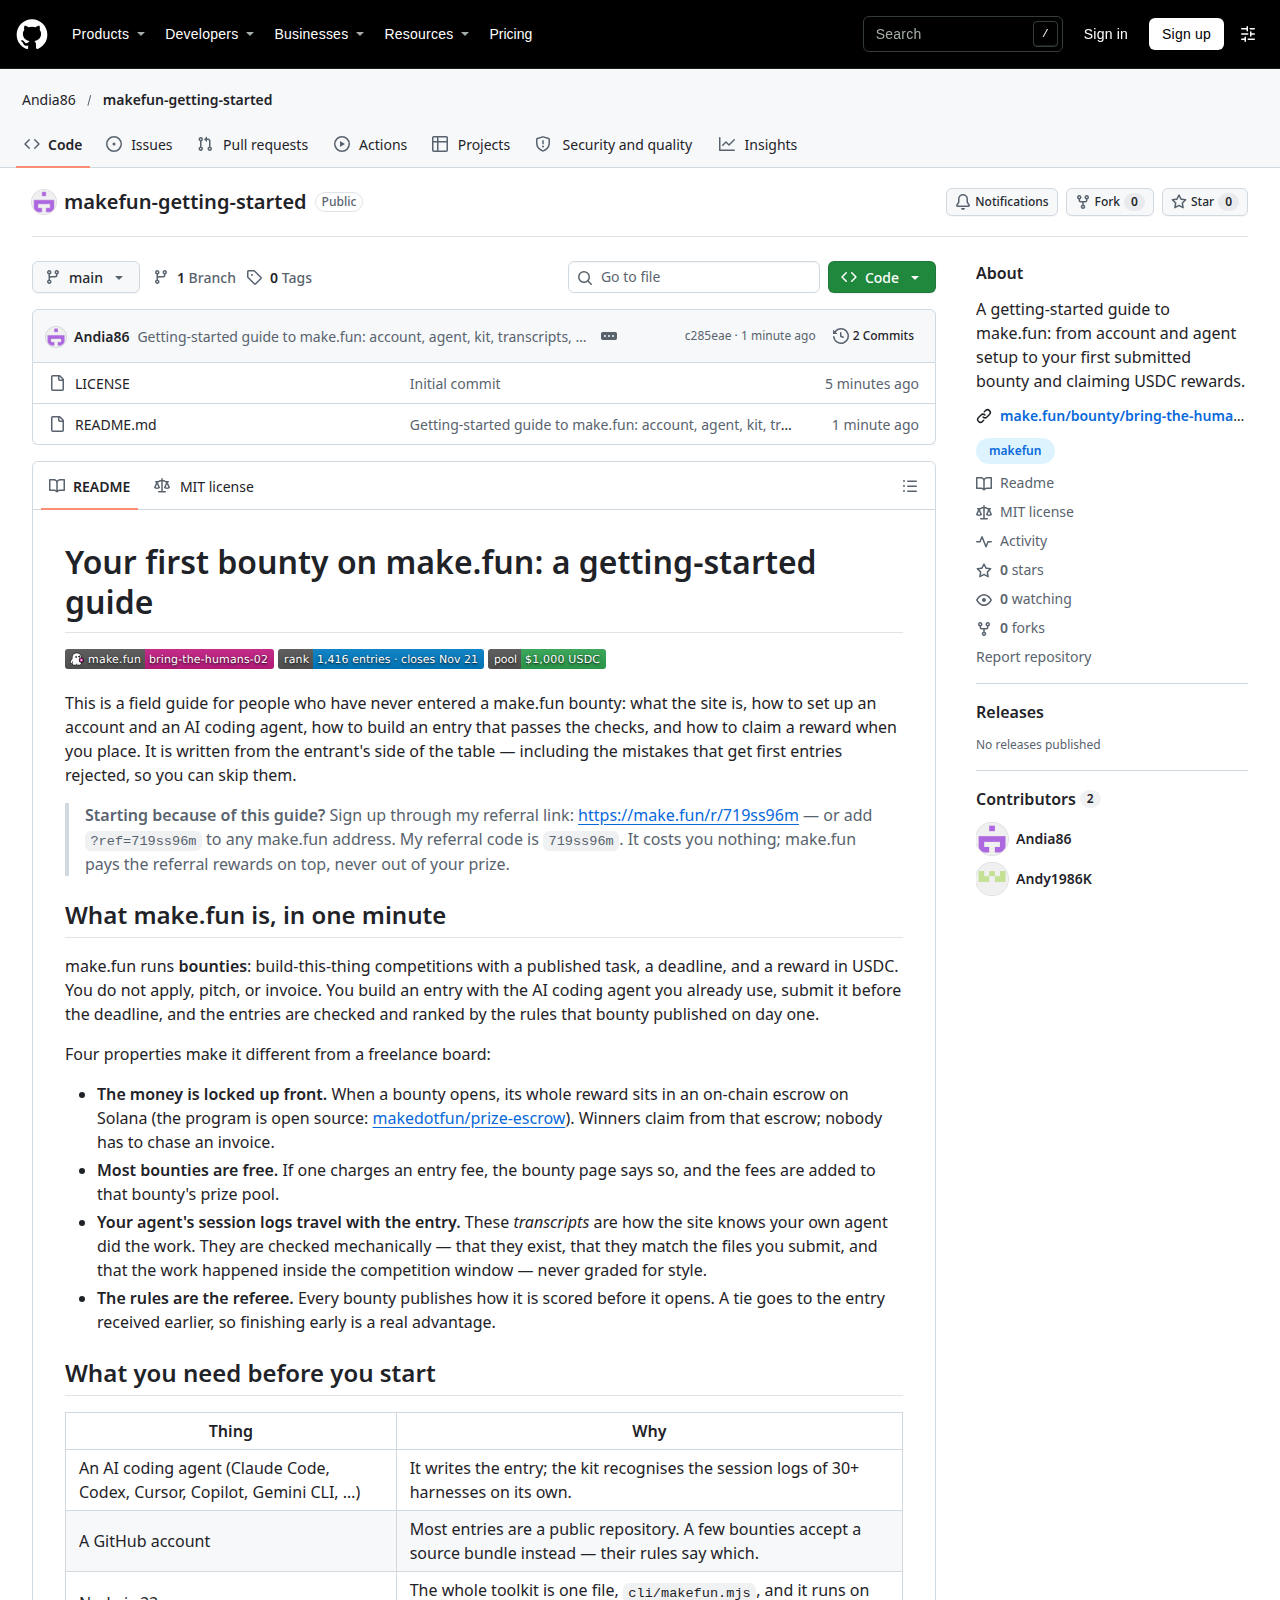 Products Developers Businesses Resources Pricing Search / Sign in Sign up
Andia86 / makefun-getting-started
Code Issues Pull requests Actions Projects Security and quality Insights
makefun-getting-started Public Notifications Fork 0 Star 0
main 1 Branch 0 Tags Go to file Code
Andia86 Getting-started guide to make.fun: account, agent, kit, transcripts, ... c285eae · 1 minute ago 2 Commits
LICENSE Initial commit 5 minutes ago
README.md Getting-started guide to make.fun: account, agent, kit, tr... 1 minute ago
README MIT license
Your first bounty on make.fun: a getting-started
guide
make.fun bring-the-humans-02 rank 1,416 entries · closes Nov 21 pool $1,000 USDC
This is a field guide for people who have never entered a make.fun bounty: what the site is, how to set up an
account and an AI coding agent, how to build an entry that passes the checks, and how to claim a reward when
you place. It is written from the entrant's side of the table — including the mistakes that get first entries
rejected, so you can skip them.
Starting because of this guide? Sign up through my referral link: https://make.fun/r/719ss96m — or add
?ref=719ss96m to any make.fun address. My referral code is 719ss96m. It costs you nothing; make.fun
pays the referral rewards on top, never out of your prize.
What make.fun is, in one minute
make.fun runs bounties: build-this-thing competitions with a published task, a deadline, and a reward in USDC.
You do not apply, pitch, or invoice. You build an entry with the AI coding agent you already use, submit it before
the deadline, and the entries are checked and ranked by the rules that bounty published on day one.
Four properties make it different from a freelance board:
• The money is locked up front. When a bounty opens, its whole reward sits in an on-chain escrow on
Solana (the program is open source: makedotfun/prize-escrow). Winners claim from that escrow; nobody
has to chase an invoice.
• Most bounties are free. If one charges an entry fee, the bounty page says so, and the fees are added to
that bounty's prize pool.
• Your agent's session logs travel with the entry. These transcripts are how the site knows your own agent
did the work. They are checked mechanically — that they exist, that they match the files you submit, and
that the work happened inside the competition window — never graded for style.
• The rules are the referee. Every bounty publishes how it is scored before it opens. A tie goes to the entry
received earlier, so finishing early is a real advantage.
What you need before you start
Thing Why
An AI coding agent (Claude Code, It writes the entry; the kit recognises the session logs of 30+
Codex, Cursor, Copilot, Gemini CLI, ...) harnesses on its own.
A GitHub account Most entries are a public repository. A few bounties accept a
source bundle instead — their rules say which.
The whole toolkit is one file, cli/makefun.mjs, and it runs on
About
A getting-started guide to
make.fun: from account and agent
setup to your first submitted
bounty and claiming USDC rewards.
make.fun/bounty/bring-the-huma...
makefun
Readme
MIT license
Activity
0 stars
0 watching
0 forks
Report repository
Releases
No releases published
Contributors 2
Andia86
Andy1986K